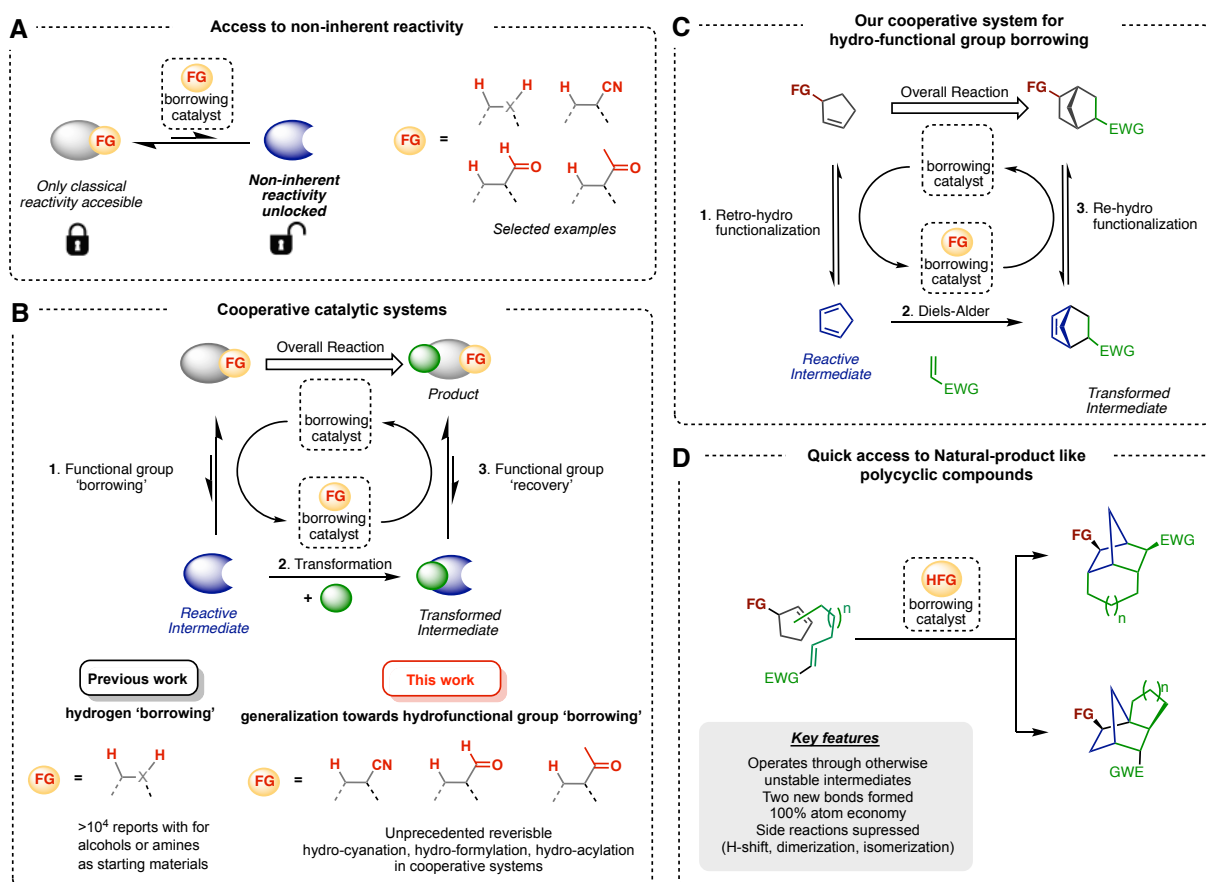 A
Access to non-inherent reactivity
FG
borrowing
catalyst
FG
Only classical
reactivity accesible
Non-inherent
reactivity
unlocked
FG
=
H
X
H
H
CN
H
H
O
H
O
Selected examples
B
Cooperative catalytic systems
FG
Overall Reaction
FG
Product
borrowing
catalyst
1. Functional group
'borrowing'
3. Functional group
'recovery'
FG
borrowing
catalyst
2. Transformation
+
Reactive
Intermediate
Transformed
Intermediate
Previous work
hydrogen 'borrowing'
FG
=
H
X
H
>10⁴ reports with for
alcohols or amines
as starting materials
This work
generalization towards hydrofunctional group 'borrowing'
FG
=
H
CN
H
H
O
H
O
Unprecedented reverisble
hydro-cyanation, hydro-formylation, hydro-acylation
in cooperative systems
C
Our cooperative system for
hydro-functional group borrowing
FG
Overall Reaction
FG
EWG
borrowing
catalyst
1. Retro-hydro
functionalization
3. Re-hydro
functionalization
FG
borrowing
catalyst
2. Diels-Alder
EWG
Reactive
Intermediate
EWG
Transformed
Intermediate
D
Quick access to Natural-product like
polycyclic compounds
FG
n
EWG
HFG
borrowing
catalyst
FG
EWG
n
FG
n
GWE
Key features
Operates through otherwise
unstable intermediates
Two new bonds formed
100% atom economy
Side reactions supressed
(H-shift, dimerization, isomerization)